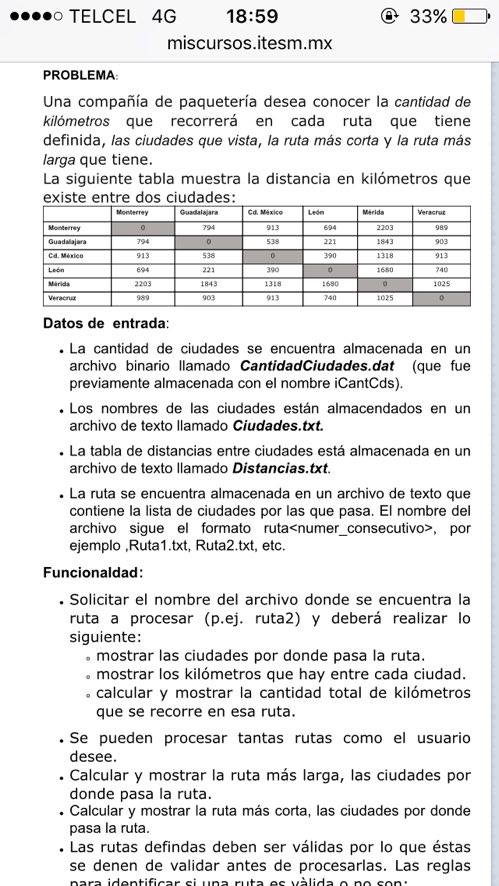 TELCEL 4G 18:59 33%
miscursos.itesm.mx
PROBLEMA:
Una compañía de paquetería desea conocer la cantidad de
kilómetros que recorrerá en cada ruta que tiene
definida, las ciudades que vista, la ruta más corta y la ruta más
larga que tiene.
La siguiente tabla muestra la distancia en kilómetros que
existe entre dos ciudades:
Monterrey Guadalajara Cd. México León Mérida Veracruz
Monterrey 0 794 913 694 2203 989
Guadalajara 794 0 538 221 1843 903
Cd. México 913 538 0 390 1318 913
León 694 221 390 0 1680 740
Mérida 2203 1843 1318 1680 0 1025
Veracruz 989 903 913 740 1025 0
Datos de entrada:
• La cantidad de ciudades se encuentra almacenada en un
archivo binario llamado CantidadCiudades.dat (que fue
previamente almacenada con el nombre iCantCds).
• Los nombres de las ciudades están almacendados en un
archivo de texto llamado Ciudades.txt.
• La tabla de distancias entre ciudades está almacenada en un
archivo de texto llamado Distancias.txt.
• La ruta se encuentra almacenada en un archivo de texto que
contiene la lista de ciudades por las que pasa. El nombre del
archivo sigue el formato ruta<numer_consecutivo>, por
ejemplo ,Ruta1.txt, Ruta2.txt, etc.
Funcionaldad:
• Solicitar el nombre del archivo donde se encuentra la
ruta a procesar (p.ej. ruta2) y deberá realizar lo
siguiente:
◦ mostrar las ciudades por donde pasa la ruta.
◦ mostrar los kilómetros que hay entre cada ciudad.
◦ calcular y mostrar la cantidad total de kilómetros
que se recorre en esa ruta.
• Se pueden procesar tantas rutas como el usuario
desee.
• Calcular y mostrar la ruta más larga, las ciudades por
donde pasa la ruta.
• Calcular y mostrar la ruta más corta, las ciudades por donde
pasa la ruta.
• Las rutas defindas deben ser válidas por lo que éstas
se denen de validar antes de procesarlas. Las reglas
para identificar si una ruta es vàlida o no son: